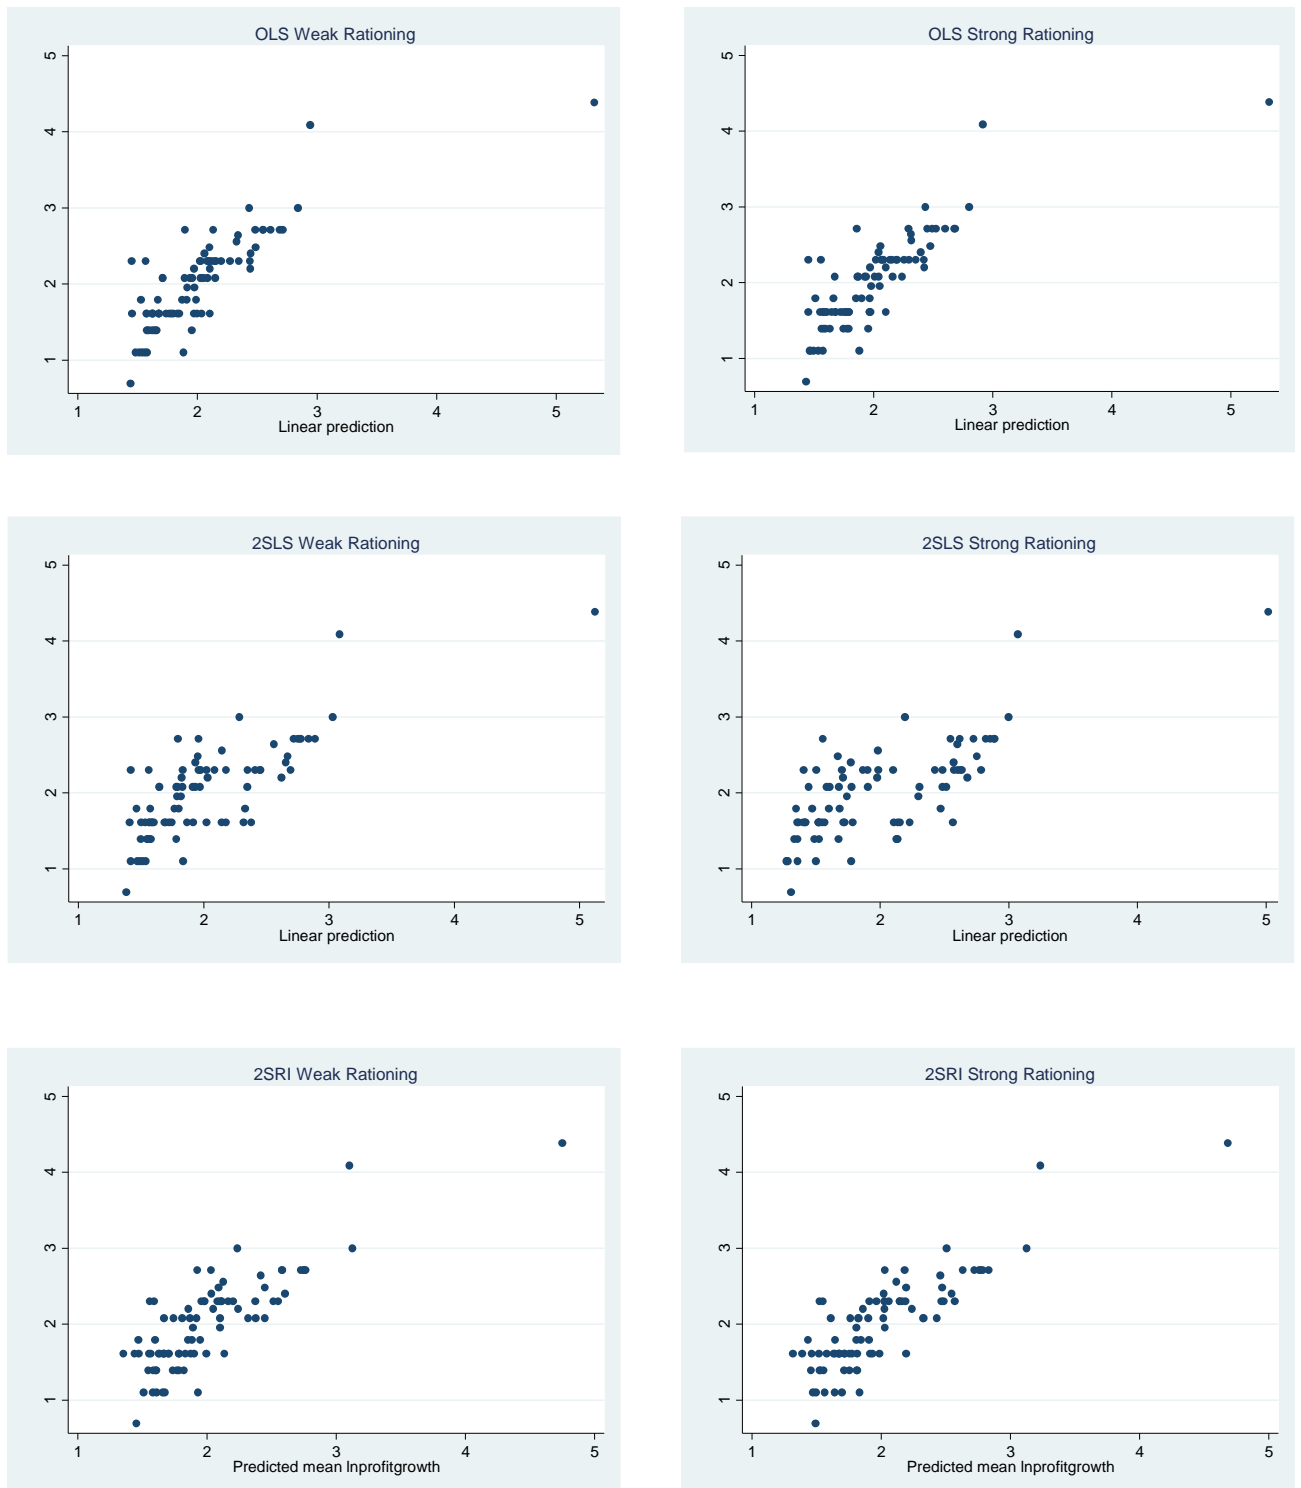 OLS Weak Rationing
5
4
3
2
1
1 2 3 4 5
Linear prediction
OLS Strong Rationing
5
4
3
2
1
1 2 3 4 5
Linear prediction
2SLS Weak Rationing
5
4
3
2
1
1 2 3 4 5
Linear prediction
2SLS Strong Rationing
5
4
3
2
1
1 2 3 4 5
Linear prediction
2SRI Weak Rationing
5
4
3
2
1
1 2 3 4 5
Predicted mean lnprofitgrowth
2SRI Strong Rationing
5
4
3
2
1
1 2 3 4 5
Predicted mean lnprofitgrowth